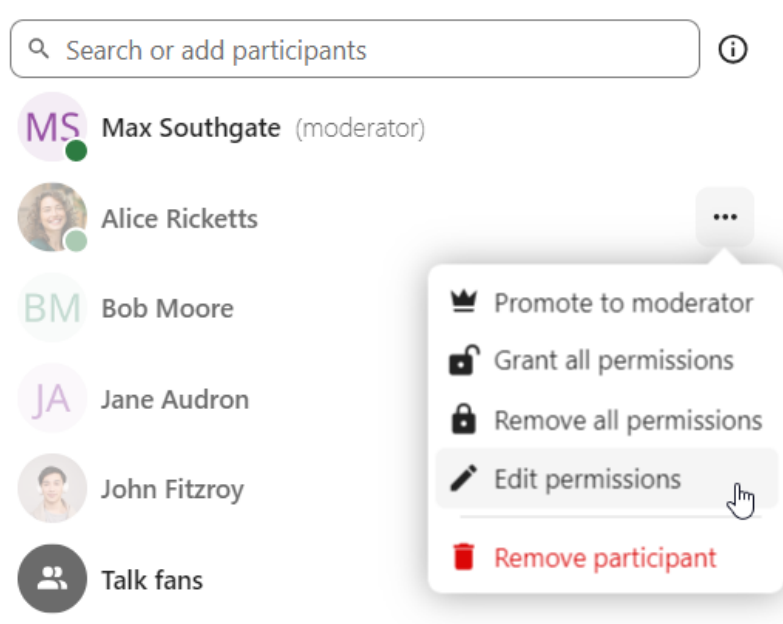 Search or add participants
MS Max Southgate (moderator)
Alice Ricketts
BM Bob Moore
Promote to moderator
Grant all permissions
JA Jane Audron
Remove all permissions
Edit permissions
John Fitzroy
Remove participant
Talk fans